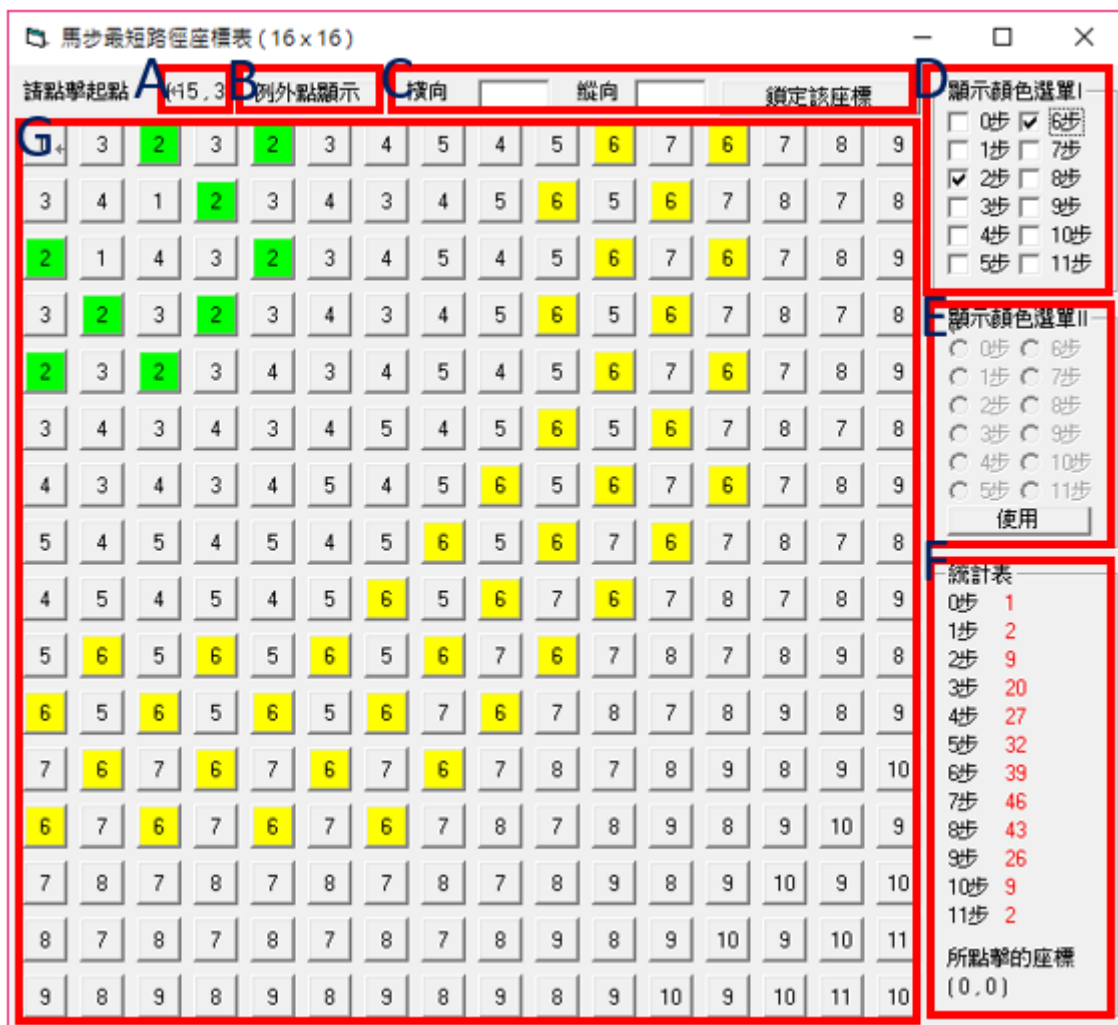 馬步最短路徑座標表 ( 16 x 16 )
請點擊起點 A (15 , 3 B 例外點顯示 C 橫向 縱向 鎖定該座標
D 顯示顏色選單I
0步 6步
1步 7步
2步 8步
3步 9步
4步 10步
5步 11步
E 顯示顏色選單II
0步 6步
1步 7步
2步 8步
3步 9步
4步 10步
5步 11步
使用
F 統計表
0步 1
1步 2
2步 9
3步 20
4步 27
5步 32
6步 39
7步 46
8步 43
9步 26
10步 9
11步 2
所點擊的座標
( 0 , 0 )
G 3 2 3 2 3 4 5 4 5 6 7 6 7 8 9
3 4 1 2 3 4 3 4 5 6 5 6 7 8 7 8
2 1 4 3 2 3 4 5 4 5 6 7 6 7 8 9
3 2 3 2 3 4 3 4 5 6 5 6 7 8 7 8
2 3 2 3 4 3 4 5 4 5 6 7 6 7 8 9
3 4 3 4 3 4 5 4 5 6 5 6 7 8 7 8
4 3 4 3 4 5 4 5 6 5 6 7 6 7 8 9
5 4 5 4 5 4 5 6 5 6 7 6 7 8 7 8
4 5 4 5 4 5 6 5 6 7 6 7 8 7 8 9
5 6 5 6 5 6 5 6 7 6 7 8 7 8 9 8
6 5 6 5 6 5 6 7 6 7 8 7 8 9 8 9
7 6 7 6 7 6 7 6 7 8 7 8 9 8 9 10
6 7 6 7 6 7 6 7 8 7 8 9 8 9 10 9
7 8 7 8 7 8 7 8 7 8 9 8 9 10 9 10
8 7 8 7 8 7 8 7 8 9 8 9 10 9 10 11
9 8 9 8 9 8 9 8 9 8 9 10 9 10 11 10